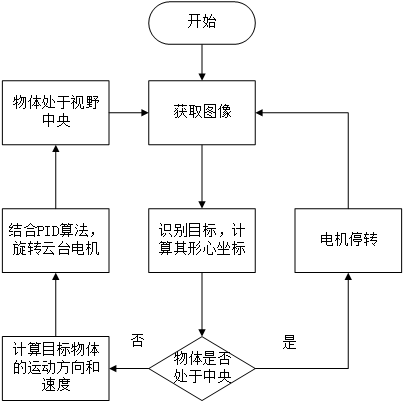 开始
物体处于视野
中央
获取图像
结合PID算法，
旋转云台电机
识别目标，计
算其形心坐标
电机停转
否
是
计算目标物体
的运动方向和
速度
物体是否
处于中央